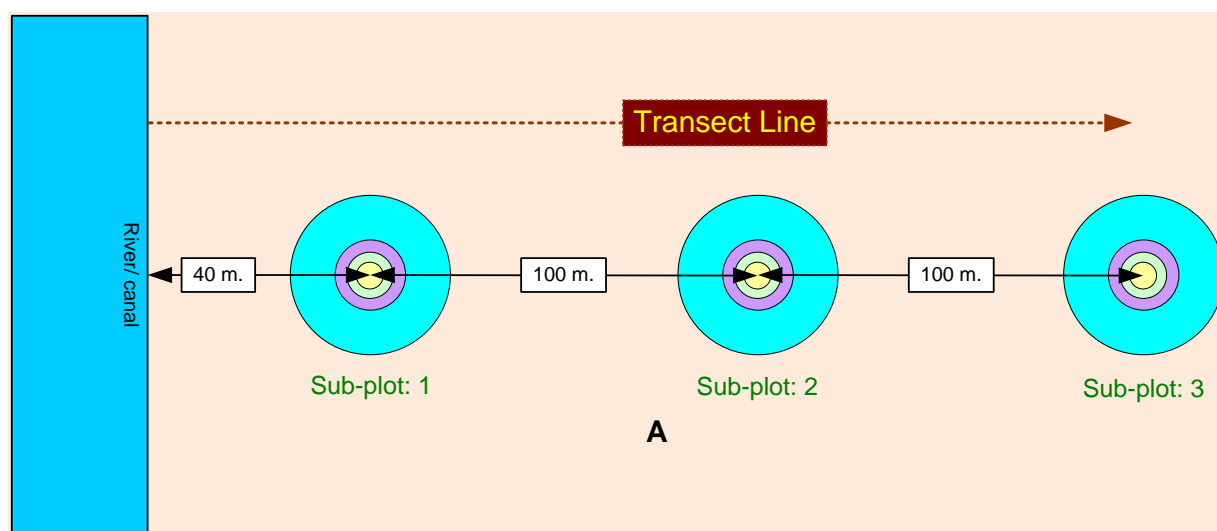 Transect Line
River/ canal
40 m.
100 m.
100 m.
Sub-plot: 1
Sub-plot: 2
Sub-plot: 3
A